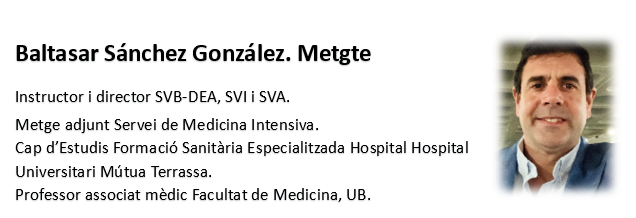 Baltasar Sánchez González. Metgte
Instructor i director SVB-DEA, SVI i SVA.
Metge adjunt Servei de Medicina Intensiva.
Cap d’Estudis Formació Sanitària Especialitzada Hospital Hospital
Universitari Mútua Terrassa.
Professor associat mèdic Facultat de Medicina, UB.